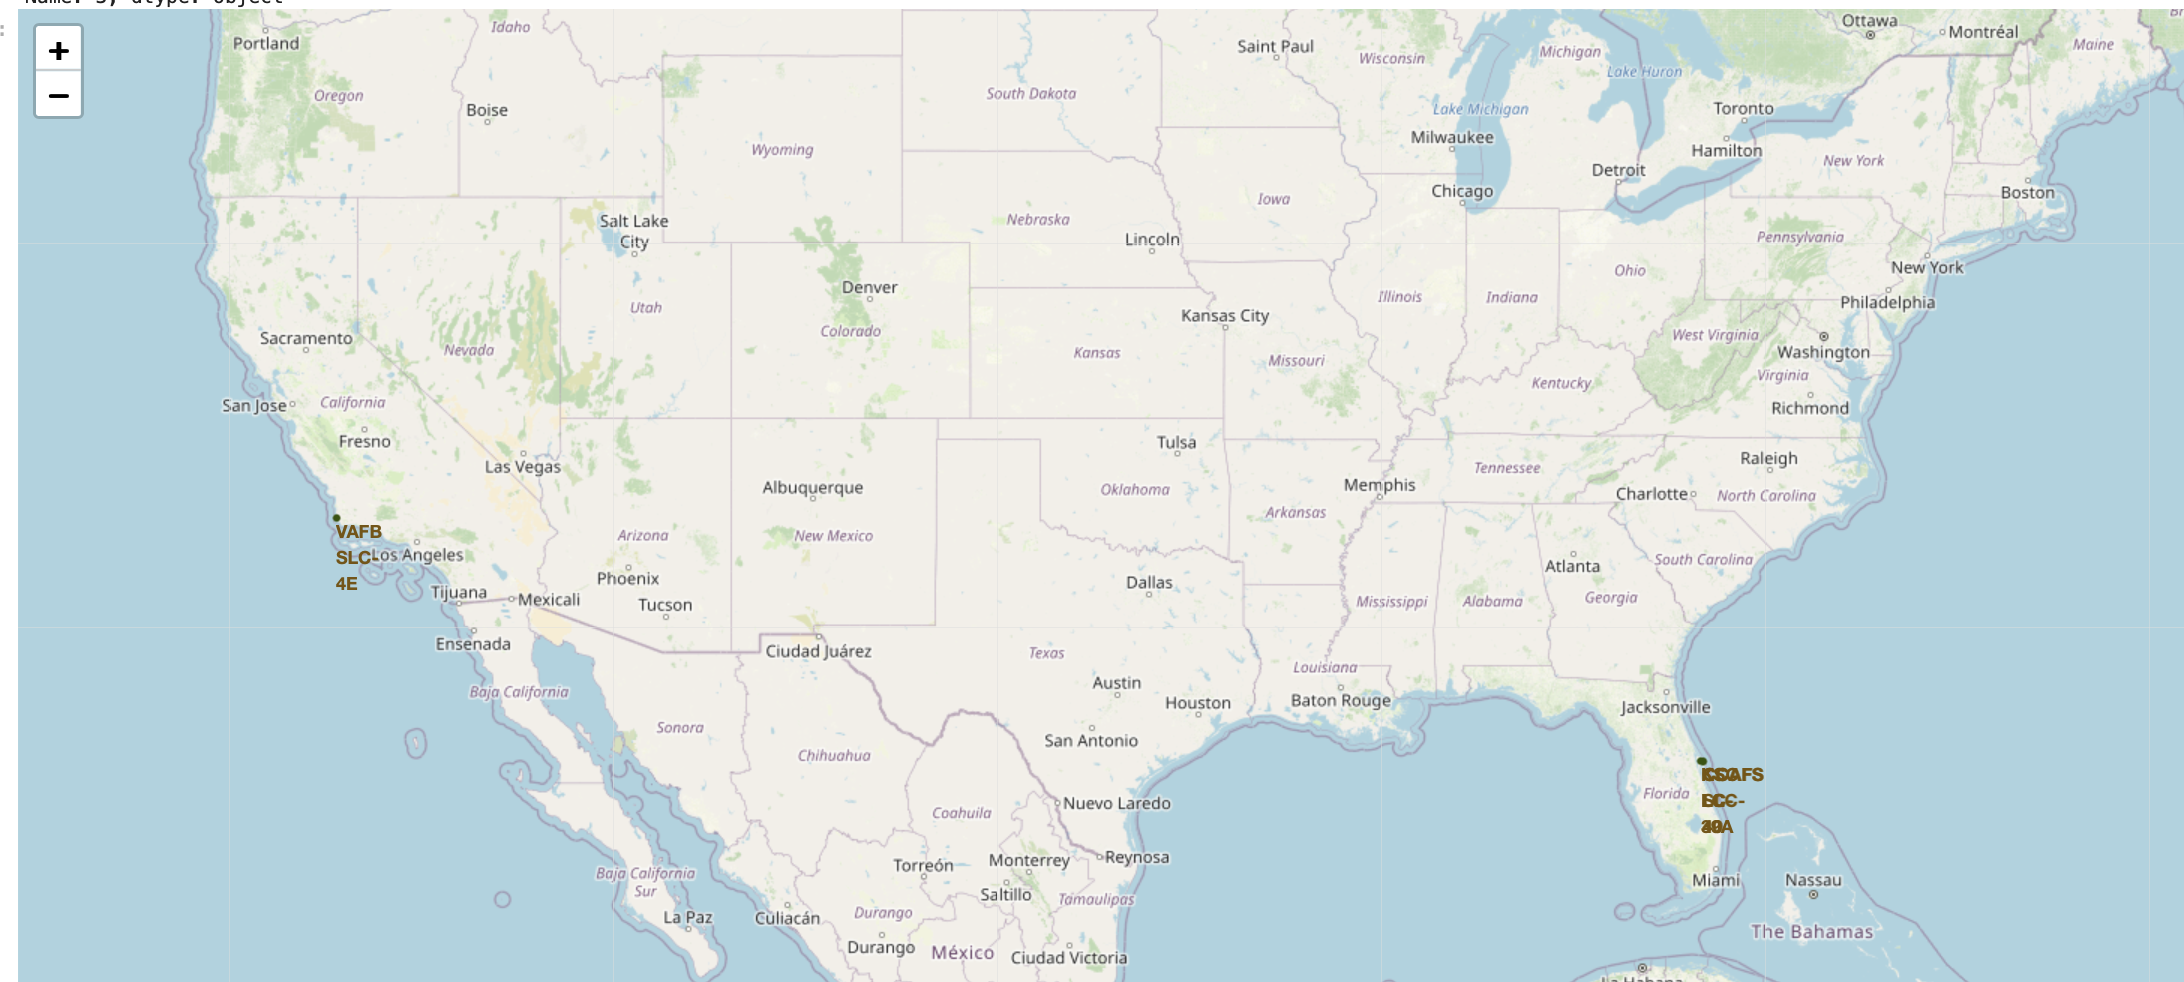 +
−
Portland
Idaho
Oregon
Boise
Wyoming
South Dakota
Saint Paul
Wisconsin
Michigan
Lake Huron
Lake Michigan
Milwaukee
Ottawa
Montréal
Maine
Toronto
Hamilton
Detroit
New York
Boston
Chicago
Iowa
Nebraska
Lincoln
Salt Lake
City
Pennsylvania
New York
Philadelphia
Ohio
Indiana
Illinois
Denver
Colorado
Utah
Kansas City
Kansas
Missouri
Sacramento
Nevada
West Virginia
Washington
Virginia
Richmond
Kentucky
San Jose
California
Fresno
Las Vegas
Tulsa
Albuquerque
Oklahoma
Memphis
Tennessee
Raleigh
Charlotte
North Carolina
Arkansas
Arizona
New Mexico
VAFB
SLC-
4E
Los Angeles
Phoenix
Tucson
Tijuana
Mexicali
Dallas
Mississippi
Alabama
Atlanta
Georgia
South Carolina
Ensenada
Ciudad Juárez
Texas
Louisiana
Baja California
Austin
Houston
Baton Rouge
Jacksonville
Sonora
Chihuahua
San Antonio
Florida
Coahuila
Nuevo Laredo
Baja California
Sur
Torreón
Monterrey
Reynosa
Saltillo
Tamaulipas
Miami
Nassau
La Paz
Culiacán
Durango
Durango
México
Ciudad Victoria
The Bahamas